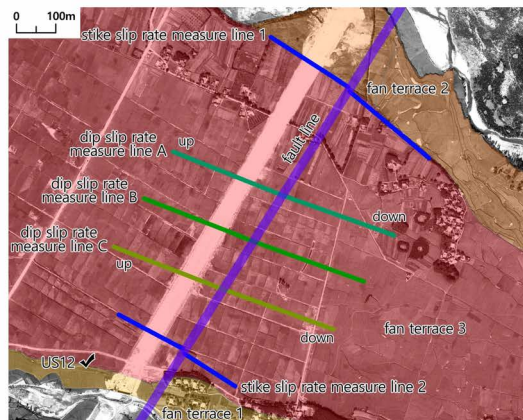 0 100m
stike slip rate measure line 1
fan terrace 2
fault line
up
dip slip rate
measure line A
dip slip rate
measure line B
down
dip slip rate
measure line C
up
fan terrace 3
down
US12
stike slip rate measure line 2
fan terrace 1